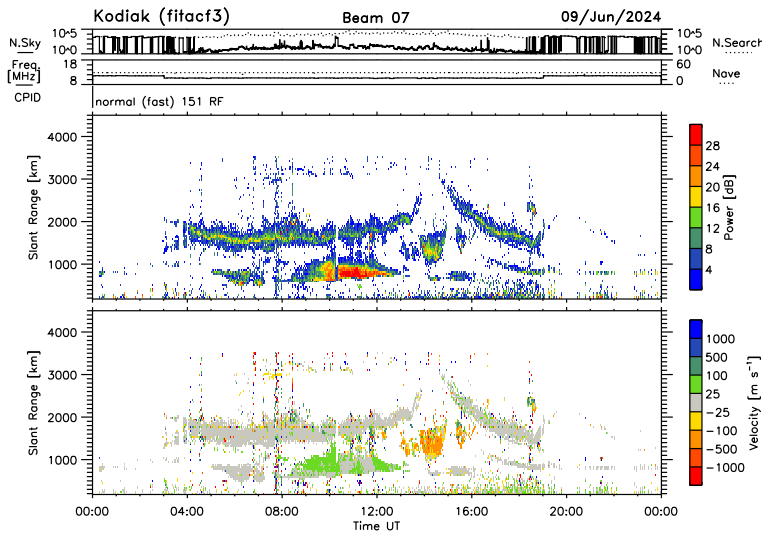 Kodiak (fitacf3) Beam 07 09/Jun/2024
N.Sky 10+5 10+0 10+5 10+0 N.Search
Freq. [MHz] 18 8 60 0 Nave
CPID normal (fast) 151 RF
Slant Range [km] 4000 3000 2000 1000
Power [dB] 28 24 20 16 12 8 4
Slant Range [km] 4000 3000 2000 1000
Velocity [m s⁻¹] 1000 500 100 25 −25 −100 −500 −1000
00:00 04:00 08:00 12:00 16:00 20:00 00:00
Time UT